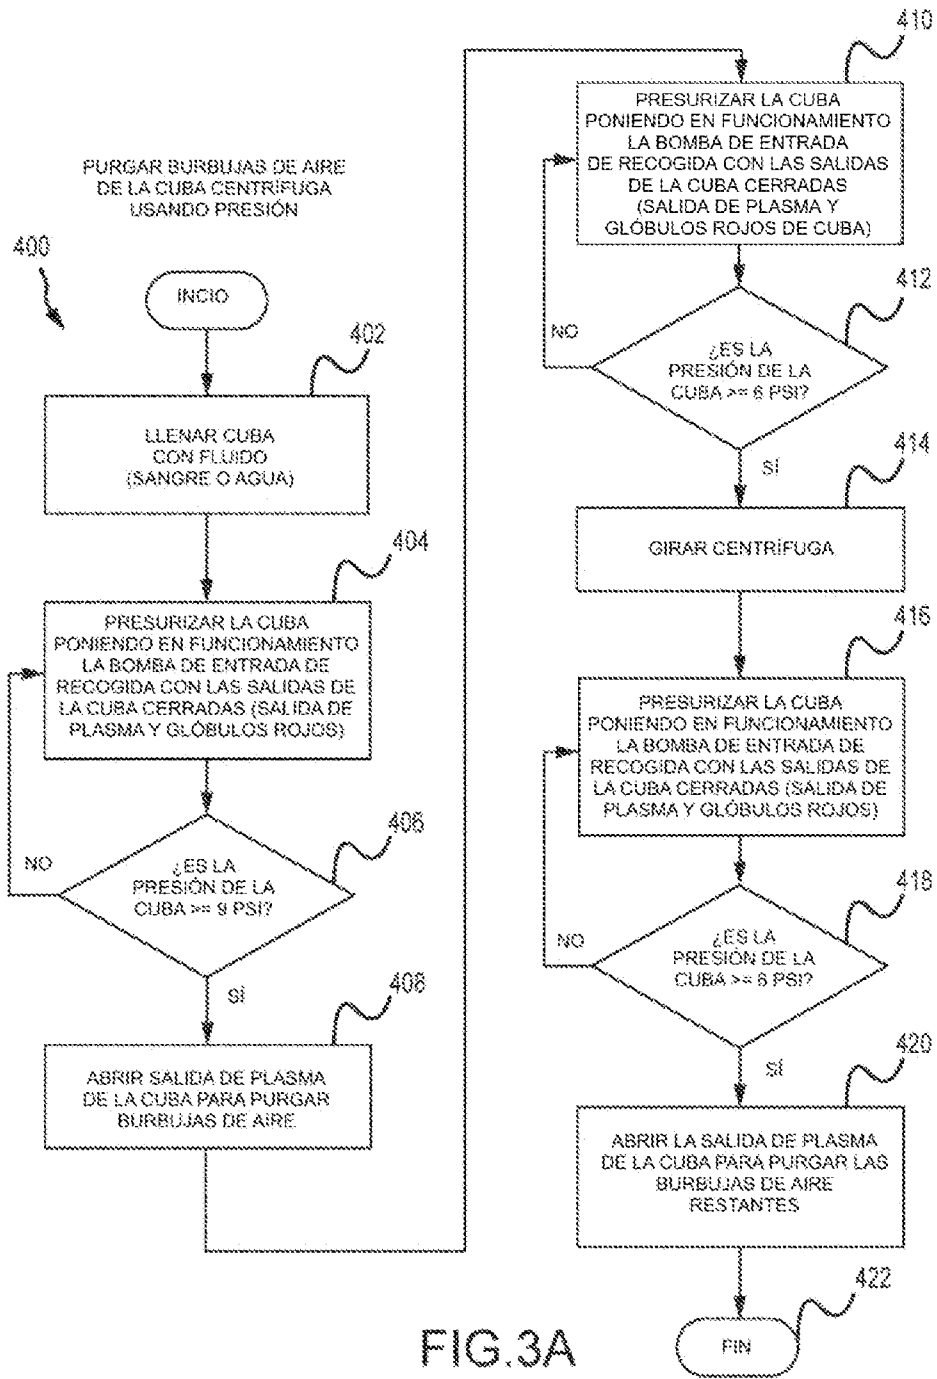 PURGAR BURBUJAS DE AIRE
DE LA CUBA CENTRÍFUGA
USANDO PRESIÓN
400
INCIO
402
LLENAR CUBA
CON FLUIDO
(SANGRE O AGUA)
404
PRESURIZAR LA CUBA
PONIENDO EN FUNCIONAMIENTO
LA BOMBA DE ENTRADA DE
RECOGIDA CON LAS SALIDAS DE
LA CUBA CERRADAS (SALIDA DE
PLASMA Y GLÓBULOS ROJOS)
406
NO
¿ES LA
PRESIÓN DE LA
CUBA >= 9 PSI?
SÍ
408
ABRIR SALIDA DE PLASMA
DE LA CUBA PARA PURGAR
BURBUJAS DE AIRE
410
PRESURIZAR LA CUBA
PONIENDO EN FUNCIONAMIENTO
LA BOMBA DE ENTRADA
DE RECOGIDA CON LAS SALIDAS
DE LA CUBA CERRADAS
(SALIDA DE PLASMA Y
GLÓBULOS ROJOS DE CUBA)
412
NO
¿ES LA
PRESIÓN DE LA
CUBA >= 6 PSI?
SÍ
414
GIRAR CENTRÍFUGA
416
PRESURIZAR LA CUBA
PONIENDO EN FUNCIONAMIENTO
LA BOMBA DE ENTRADA DE
RECOGIDA CON LAS SALIDAS DE
LA CUBA CERRADAS (SALIDA DE
PLASMA Y GLÓBULOS ROJOS)
418
NO
¿ES LA
PRESIÓN DE LA
CUBA >= 6 PSI?
SÍ
420
ABRIR LA SALIDA DE PLASMA
DE LA CUBA PARA PURGAR LAS
BURBUJAS DE AIRE
RESTANTES
422
FIN
FIG.3A